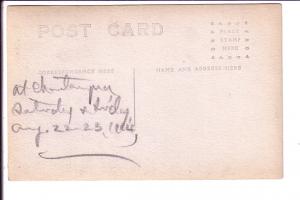 POST CARD
PLACE
STAMP
HERE
CORRESPONDENCE HERE
NAME AND ADDRESS HERE
At Chautauqua
Saturday & Sunday
Aug. 22-23, 1914